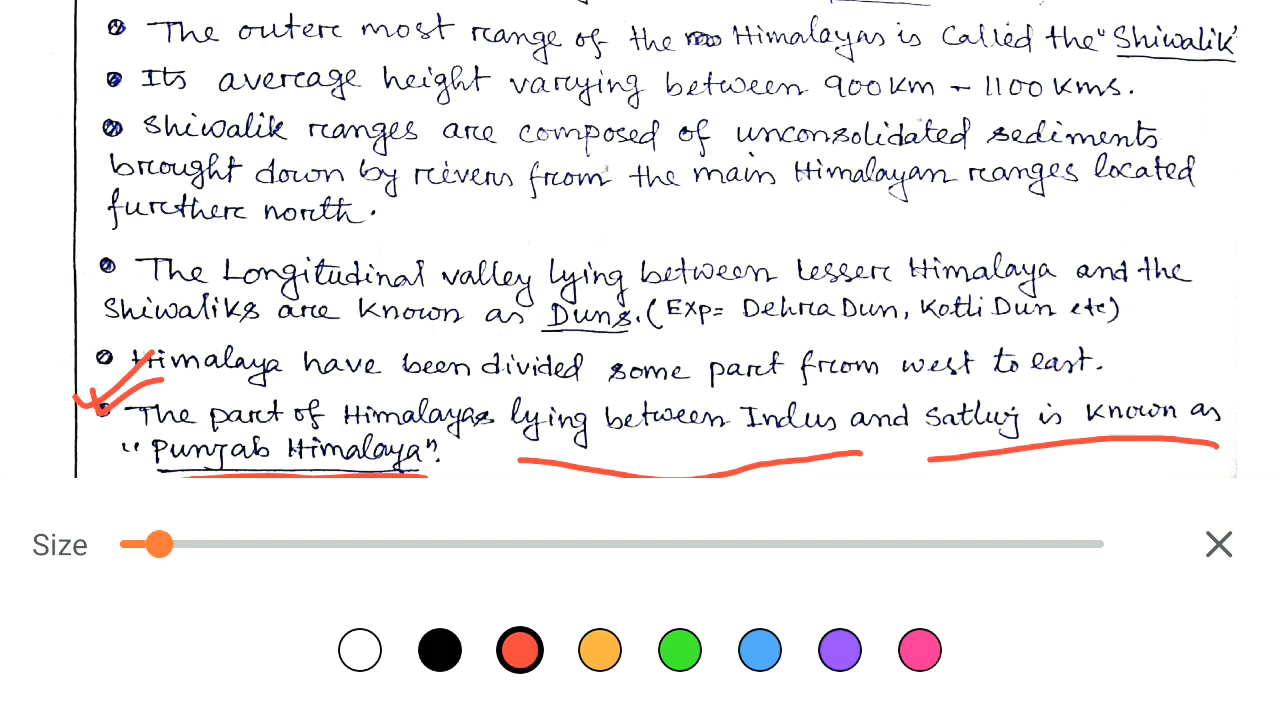 The outer most range of the Himalayas is Called the "Shiwalik"
Its average height varying between 900 km - 1100 kms.
Shiwalik ranges are composed of unconsolidated sediments
brought down by rivers from the main Himalayan ranges located
further north.
The Longitudinal valley lying between Lesser Himalaya and the
Shiwaliks are known as Duns. (Exp= Dehra Dun, Kotli Dun etc)
Himalaya have been divided some part from west to east.
The part of Himalayas lying between Indus and Satluj is known as
"Punjab Himalaya".
Size